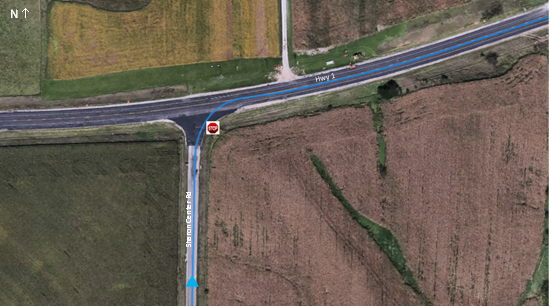 N ↑
Hwy 1
STOP
Sharon Center Rd